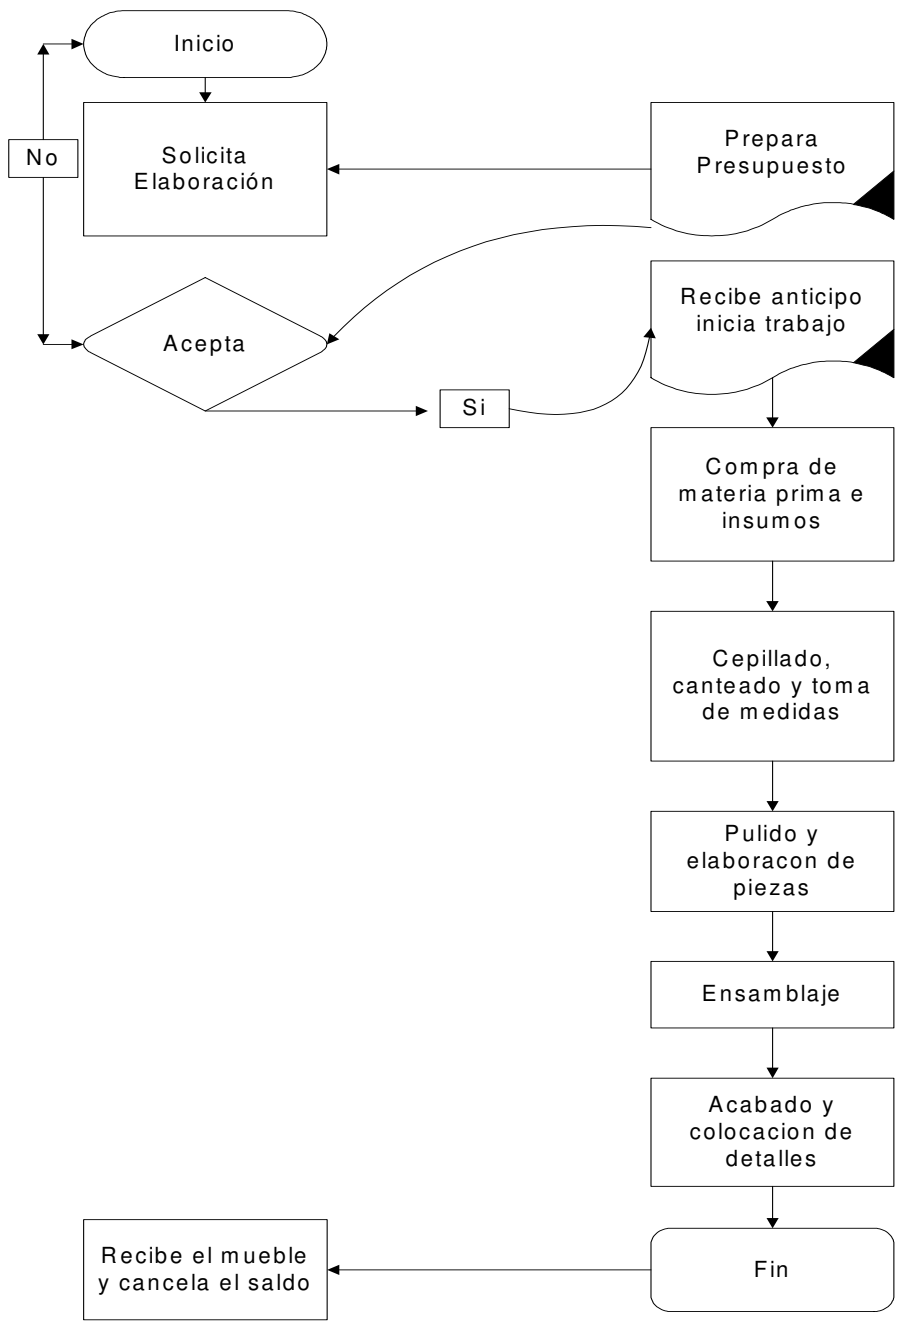 Inicio
No
Solicita
Elaboración
Prepara
Presupuesto
Acepta
Recibe anticipo
inicia trabajo
Si
Compra de
materia prima e
insumos
Cepillado,
canteado y toma
de medidas
Pulido y
elaboracon de
piezas
Ensamblaje
Acabado y
colocacion de
detalles
Recibe el mueble
y cancela el saldo
Fin